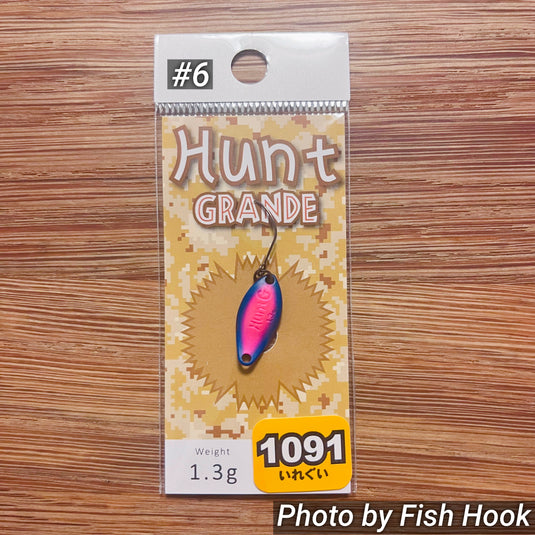 #6
Hunt
GRANDE
Hunt G
Weight
1.3g
1091
いれぐい
Photo by Fish Hook